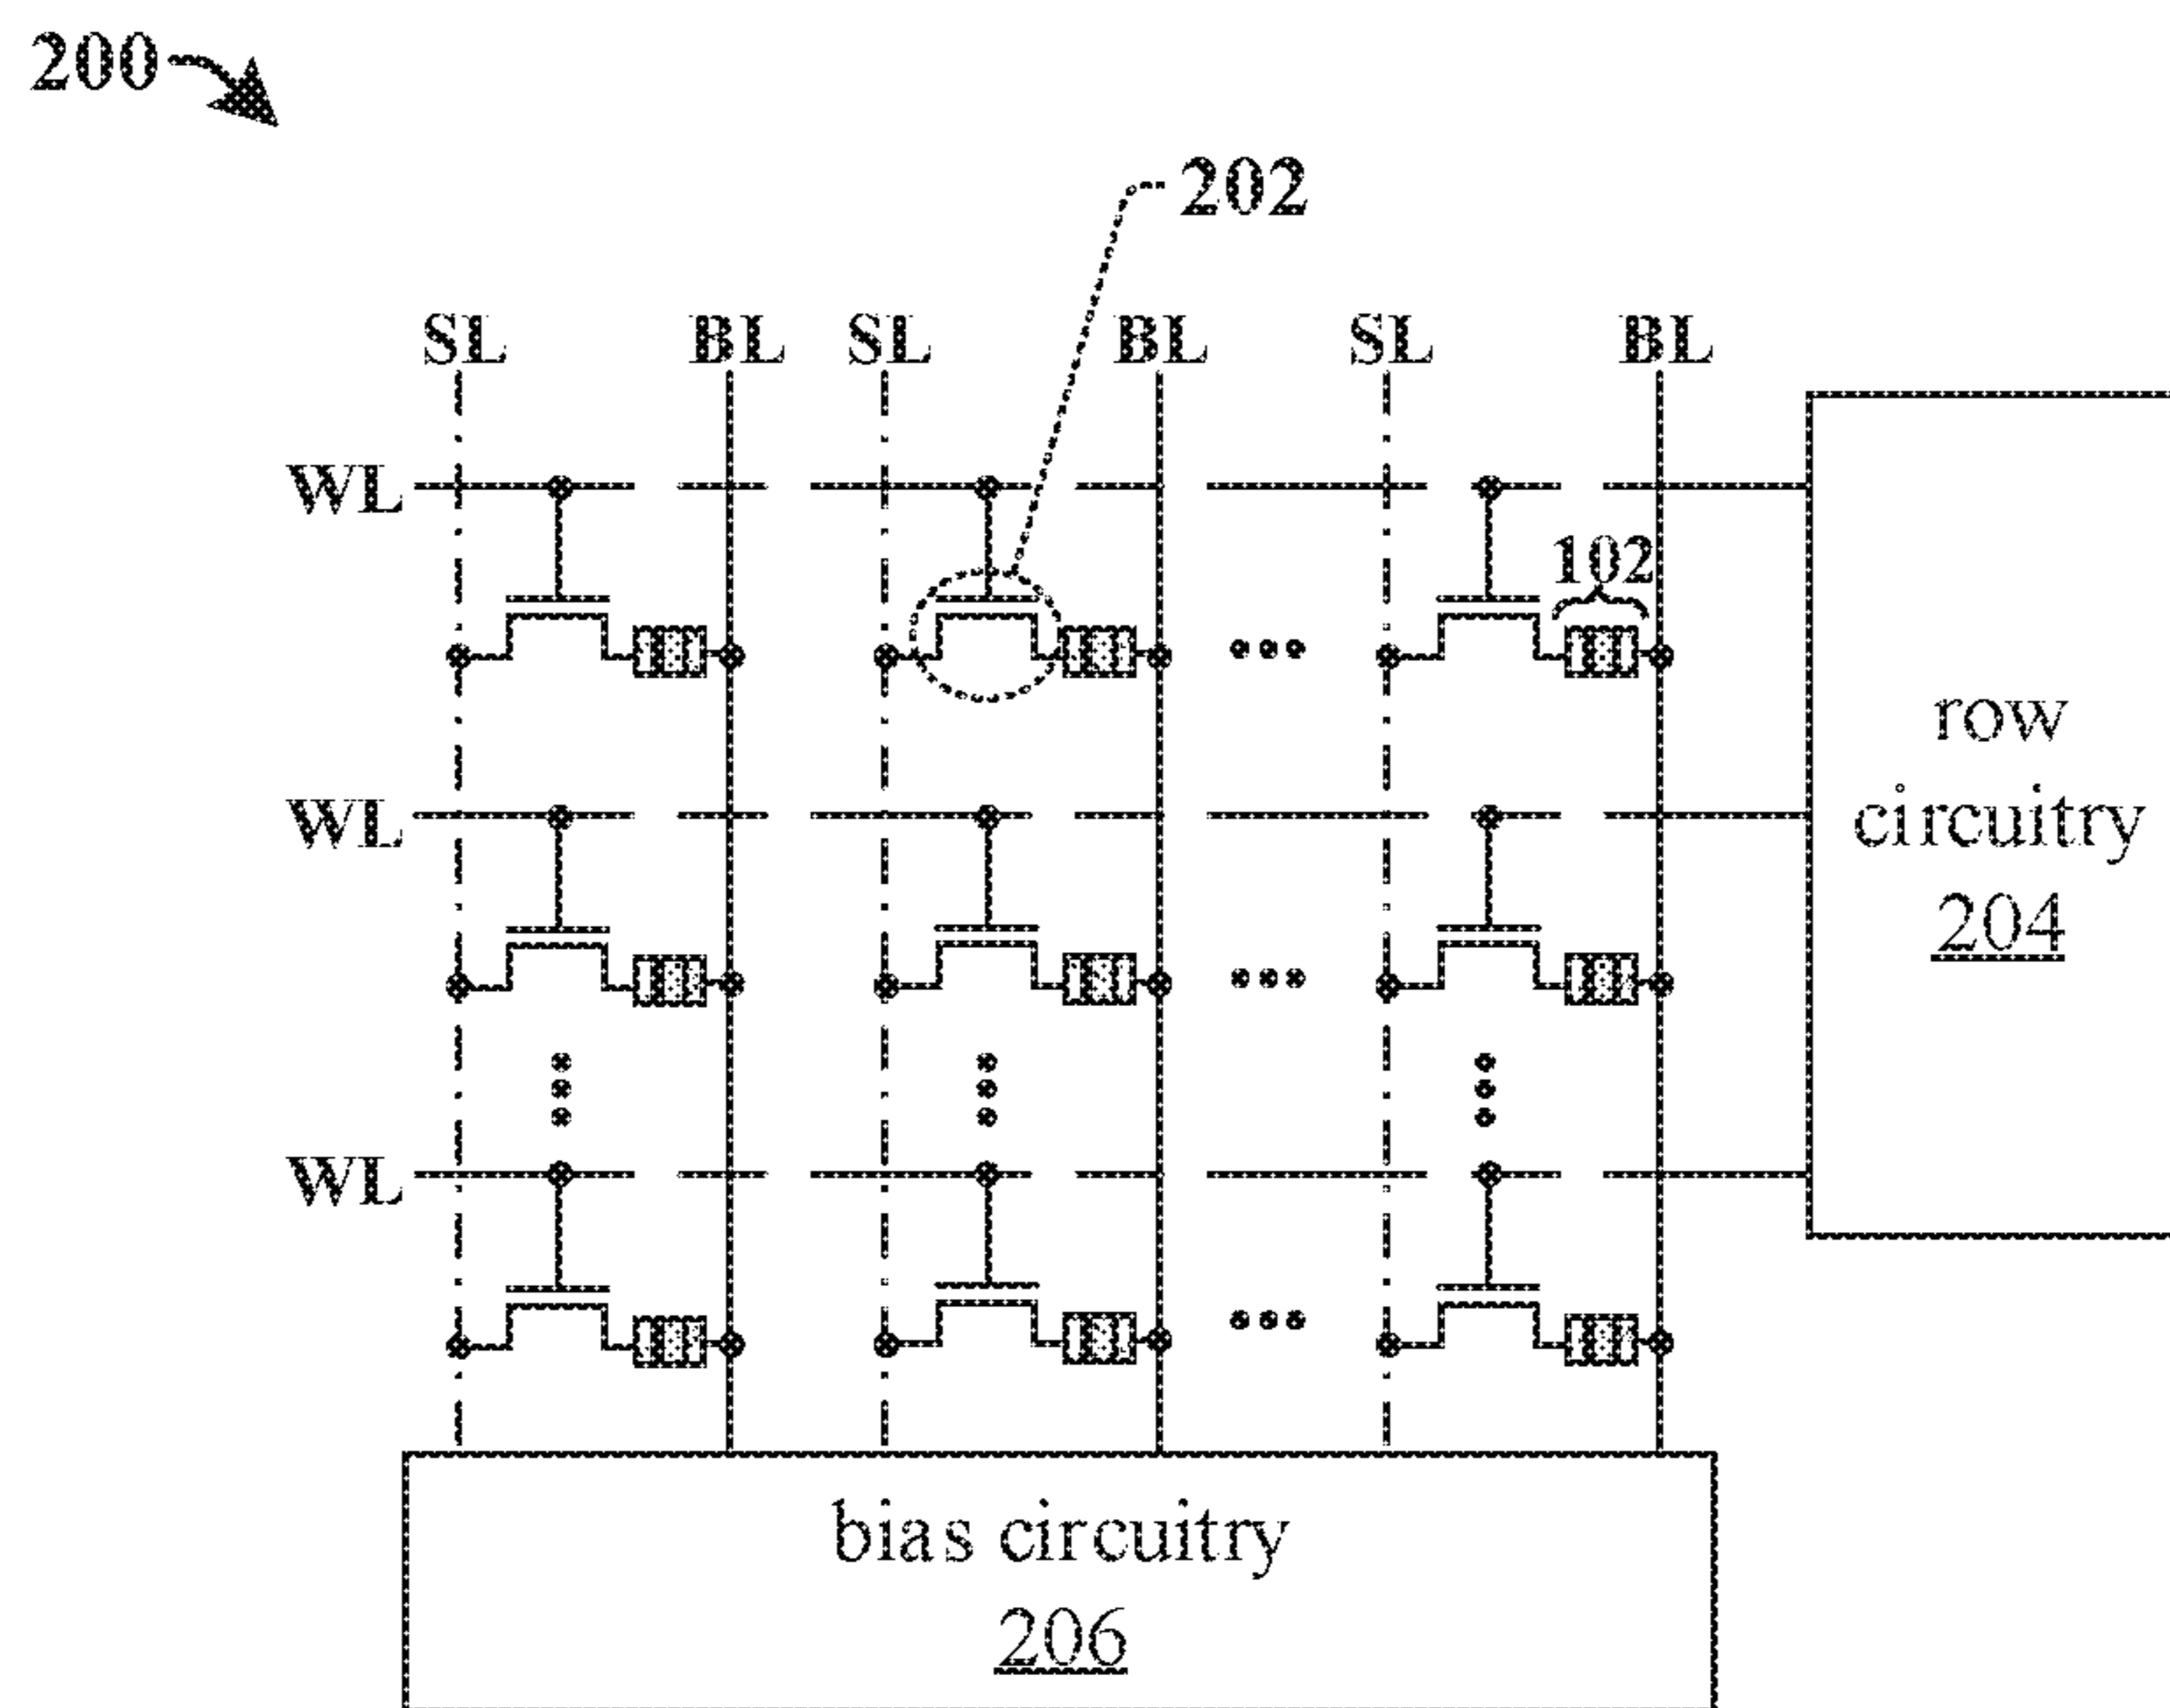 200
202
SL BL SL BL SL BL
WL
102
WL
row
circuitry
204
WL
bias circuitry
206